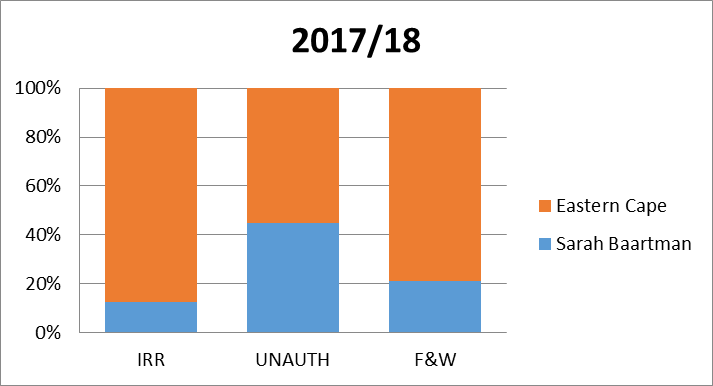 2017/18
100%
80%
60%
40%
20%
0%
IRR UNAUTH F&W
Eastern Cape
Sarah Baartman